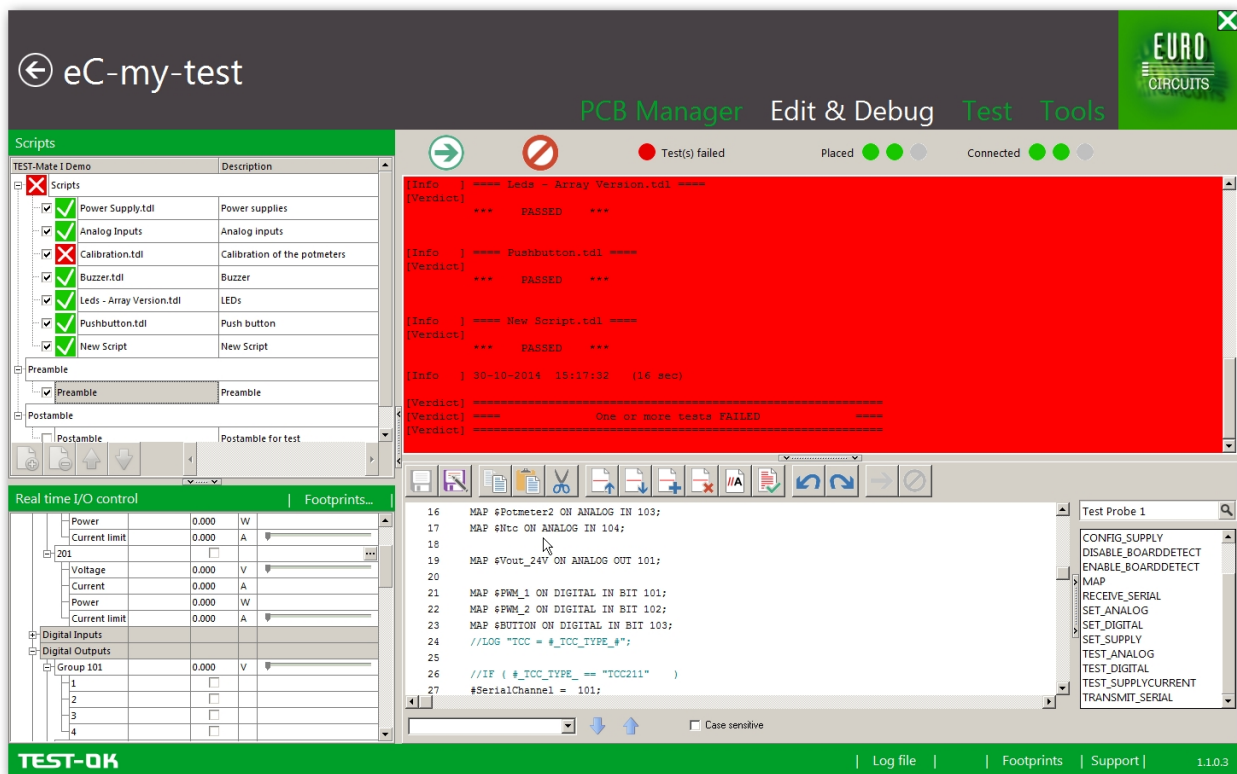 eC-my-test
EURO
CIRCUITS
PCB Manager Edit & Debug Test Tools
Scripts
TEST-Mate I Demo Description
Scripts
Power Supply.tdl Power supplies
Analog Inputs Analog inputs
Calibration.tdl Calibration of the potmeters
Buzzer.tdl Buzzer
Leds - Array Version.tdl LEDs
Pushbutton.tdl Push button
New Script New Script
Preamble
Preamble Preamble
Postamble
Postamble Postamble for test
Test(s) failed Placed Connected
[Info ] ==== Leds - Array Version.tdl ====
[Verdict]
*** PASSED ***
[Info ] ==== Pushbutton.tdl ====
[Verdict]
*** PASSED ***
[Info ] ==== New Script.tdl ====
[Verdict]
*** PASSED ***
[Info ] 30-10-2014 15:17:32 (16 sec)
[Verdict] ==============================================================
[Verdict] ==== One or more tests FAILED ====
[Verdict] ==============================================================
Real time I/O control | Footprints... |
Power 0.000 W
Current limit 0.000 A
201 ...
Voltage 0.000 V
Current 0.000 A
Power 0.000 W
Current limit 0.000 A
Digital Inputs
Digital Outputs
Group 101 0.000 V
1
2
3
4
//A
16 MAP $Potmeter2 ON ANALOG IN 103;
17 MAP $Ntc ON ANALOG IN 104;
18
19 MAP $Vout_24V ON ANALOG OUT 101;
20
21 MAP $PWM_1 ON DIGITAL IN BIT 101;
22 MAP $PWM_2 ON DIGITAL IN BIT 102;
23 MAP $BUTTON ON DIGITAL IN BIT 103;
24 //LOG "TCC = #_TCC_TYPE_#";
25
26 //IF ( #_TCC_TYPE_ == "TCC211" )
27 #SerialChannel = 101;
Case sensitive
Test Probe 1
CONFIG_SUPPLY
DISABLE_BOARDDETECT
ENABLE_BOARDDETECT
MAP
RECEIVE_SERIAL
SET_ANALOG
SET_DIGITAL
SET_SUPPLY
TEST_ANALOG
TEST_DIGITAL
TEST_SUPPLYCURRENT
TRANSMIT_SERIAL
TEST-OK | Log file | | Footprints | Support | 1.1.0.3